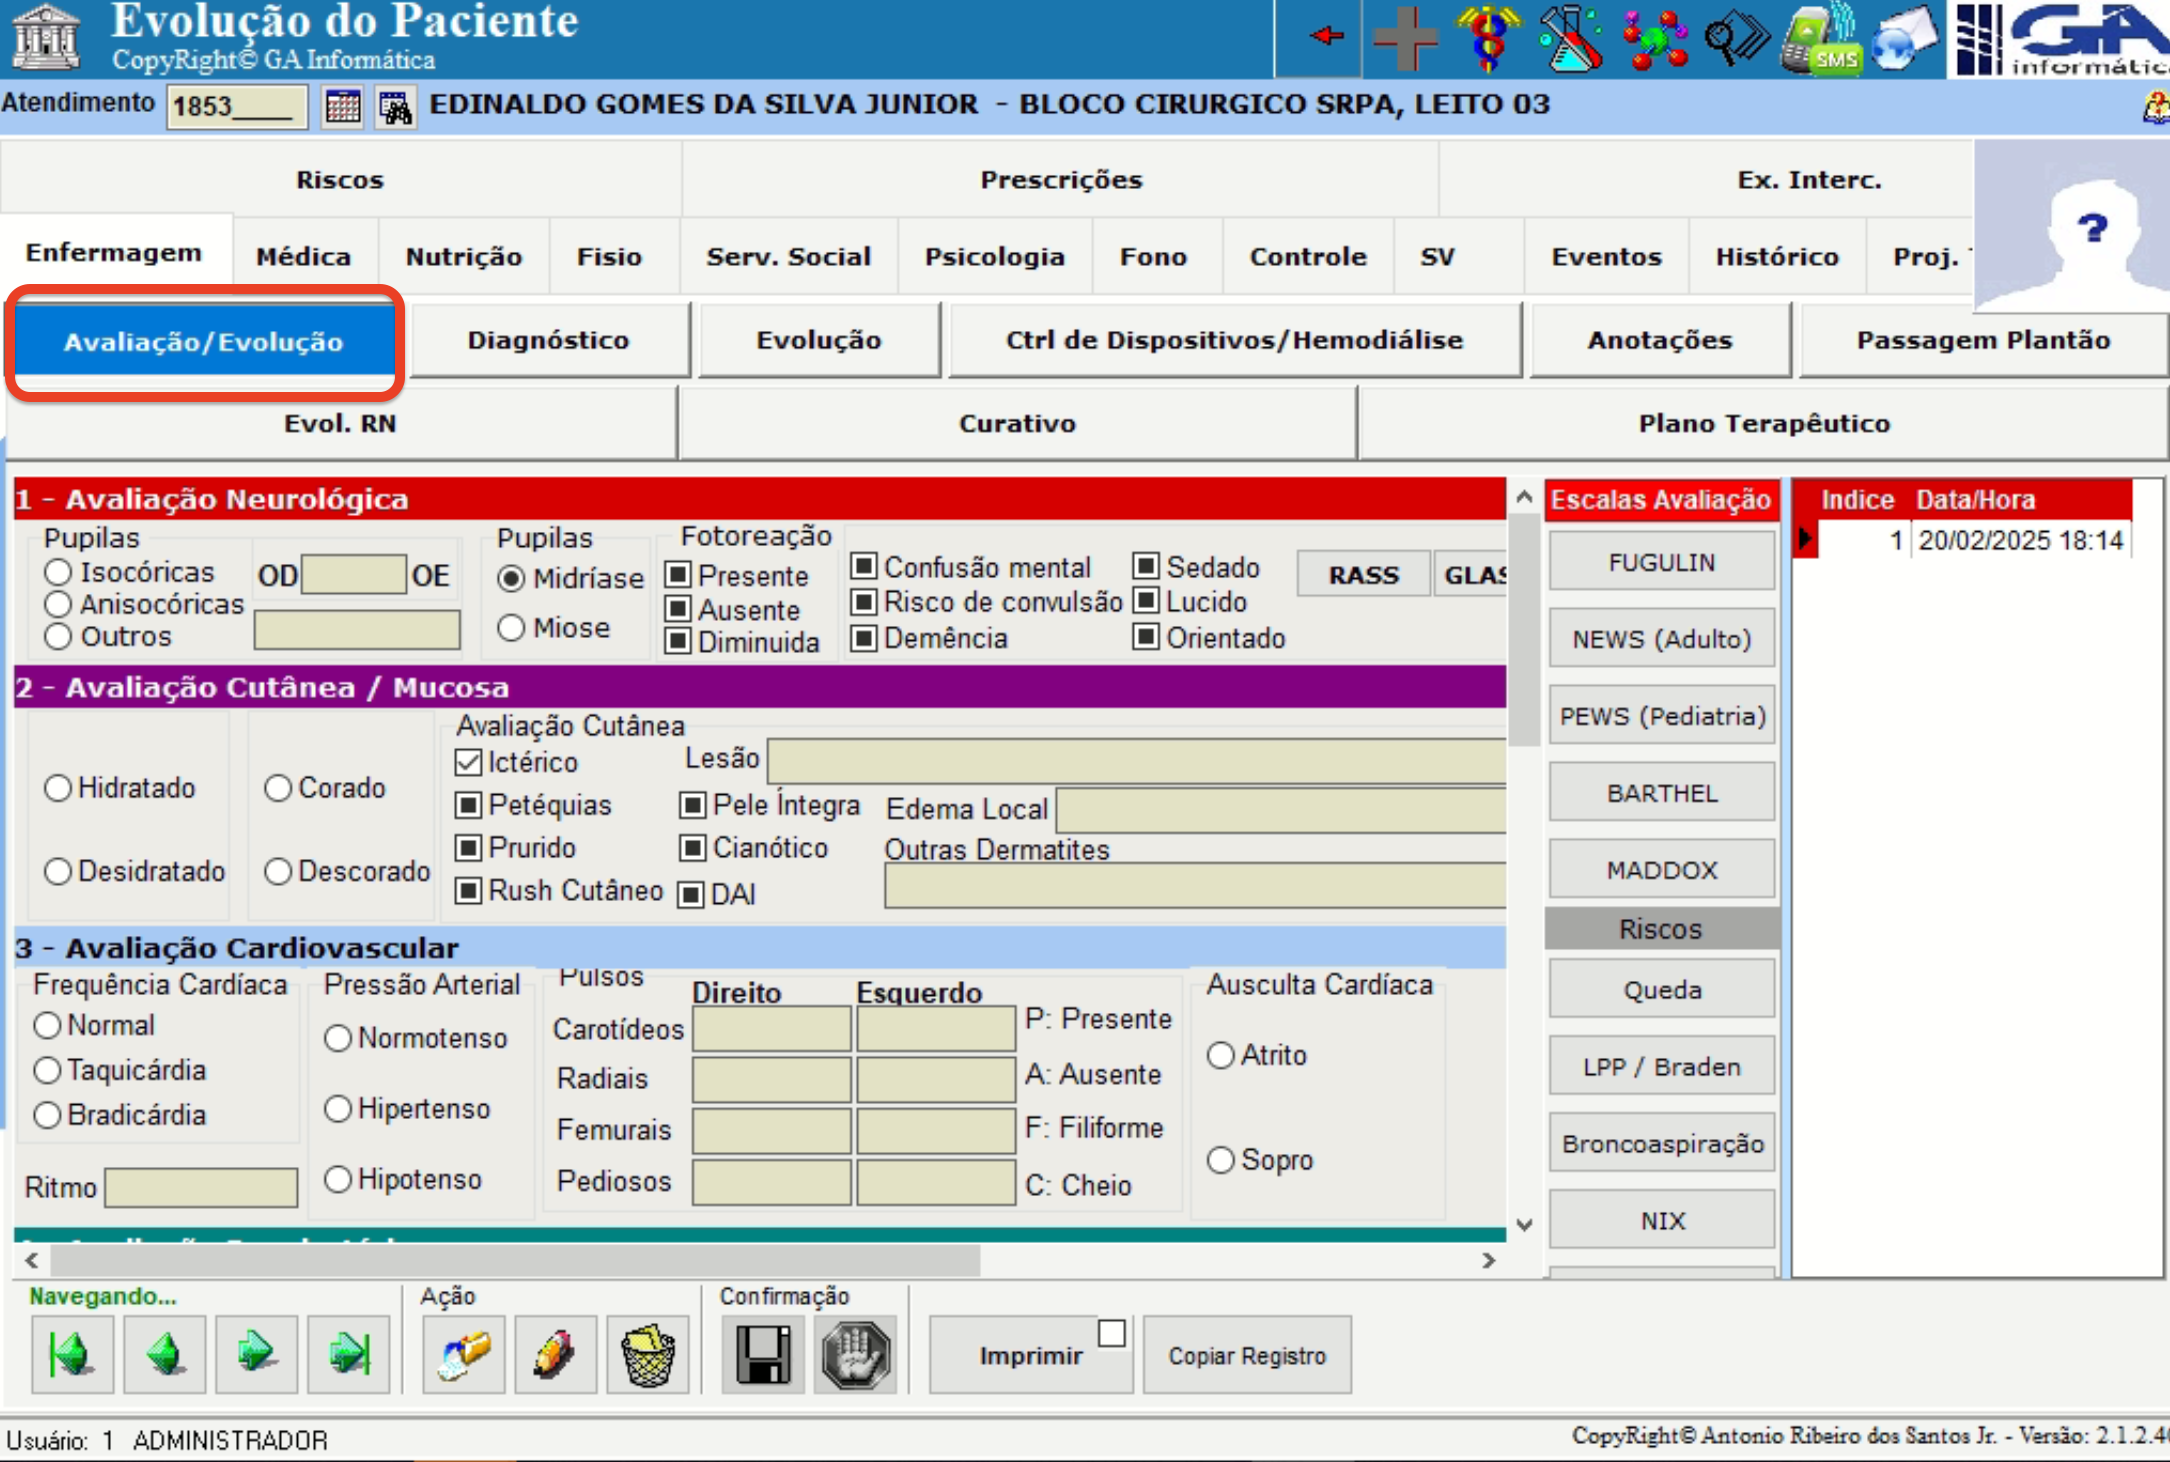 Evolução do Paciente
CopyRight© GA Informática
SMS
GA
informátic
Atendimento 1853____ EDINALDO GOMES DA SILVA JUNIOR - BLOCO CIRURGICO SRPA, LEITO 03
Riscos Prescrições Ex. Interc.
Enfermagem Médica Nutrição Fisio Serv. Social Psicologia Fono Controle SV Eventos Histórico Proj.
?
Avaliação/Evolução Diagnóstico Evolução Ctrl de Dispositivos/Hemodiálise Anotações Passagem Plantão
Evol. RN Curativo Plano Terapêutico
1 - Avaliação Neurológica
Pupilas
Isocóricas
Anisocóricas
Outros
OD OE
Pupilas
Midríase
Miose
Fotoreação
Presente
Ausente
Diminuida
Confusão mental
Risco de convulsão
Demência
Sedado
Lucido
Orientado
RASS GLAS
2 - Avaliação Cutânea / Mucosa
Hidratado
Desidratado
Corado
Descorado
Avaliação Cutânea
Ictérico
Petéquias
Prurido
Rush Cutâneo
Lesão
Pele Íntegra
Cianótico
DAI
Edema Local
Outras Dermatites
3 - Avaliação Cardiovascular
Frequência Cardíaca
Normal
Taquicárdia
Bradicárdia
Ritmo
Pressão Arterial
Normotenso
Hipertenso
Hipotenso
Pulsos
Direito Esquerdo
Carotídeos
Radiais
Femurais
Pediosos
P: Presente
A: Ausente
F: Filiforme
C: Cheio
Ausculta Cardíaca
Atrito
Sopro
Escalas Avaliação
FUGULIN
NEWS (Adulto)
PEWS (Pediatria)
BARTHEL
MADDOX
Riscos
Queda
LPP / Braden
Broncoaspiração
NIX
Indice Data/Hora
1 20/02/2025 18:14
Navegando... Ação Confirmação
Imprimir Copiar Registro
Usuário: 1 ADMINISTRADOR
CopyRight© Antonio Ribeiro dos Santos Jr. - Versão: 2.1.2.4